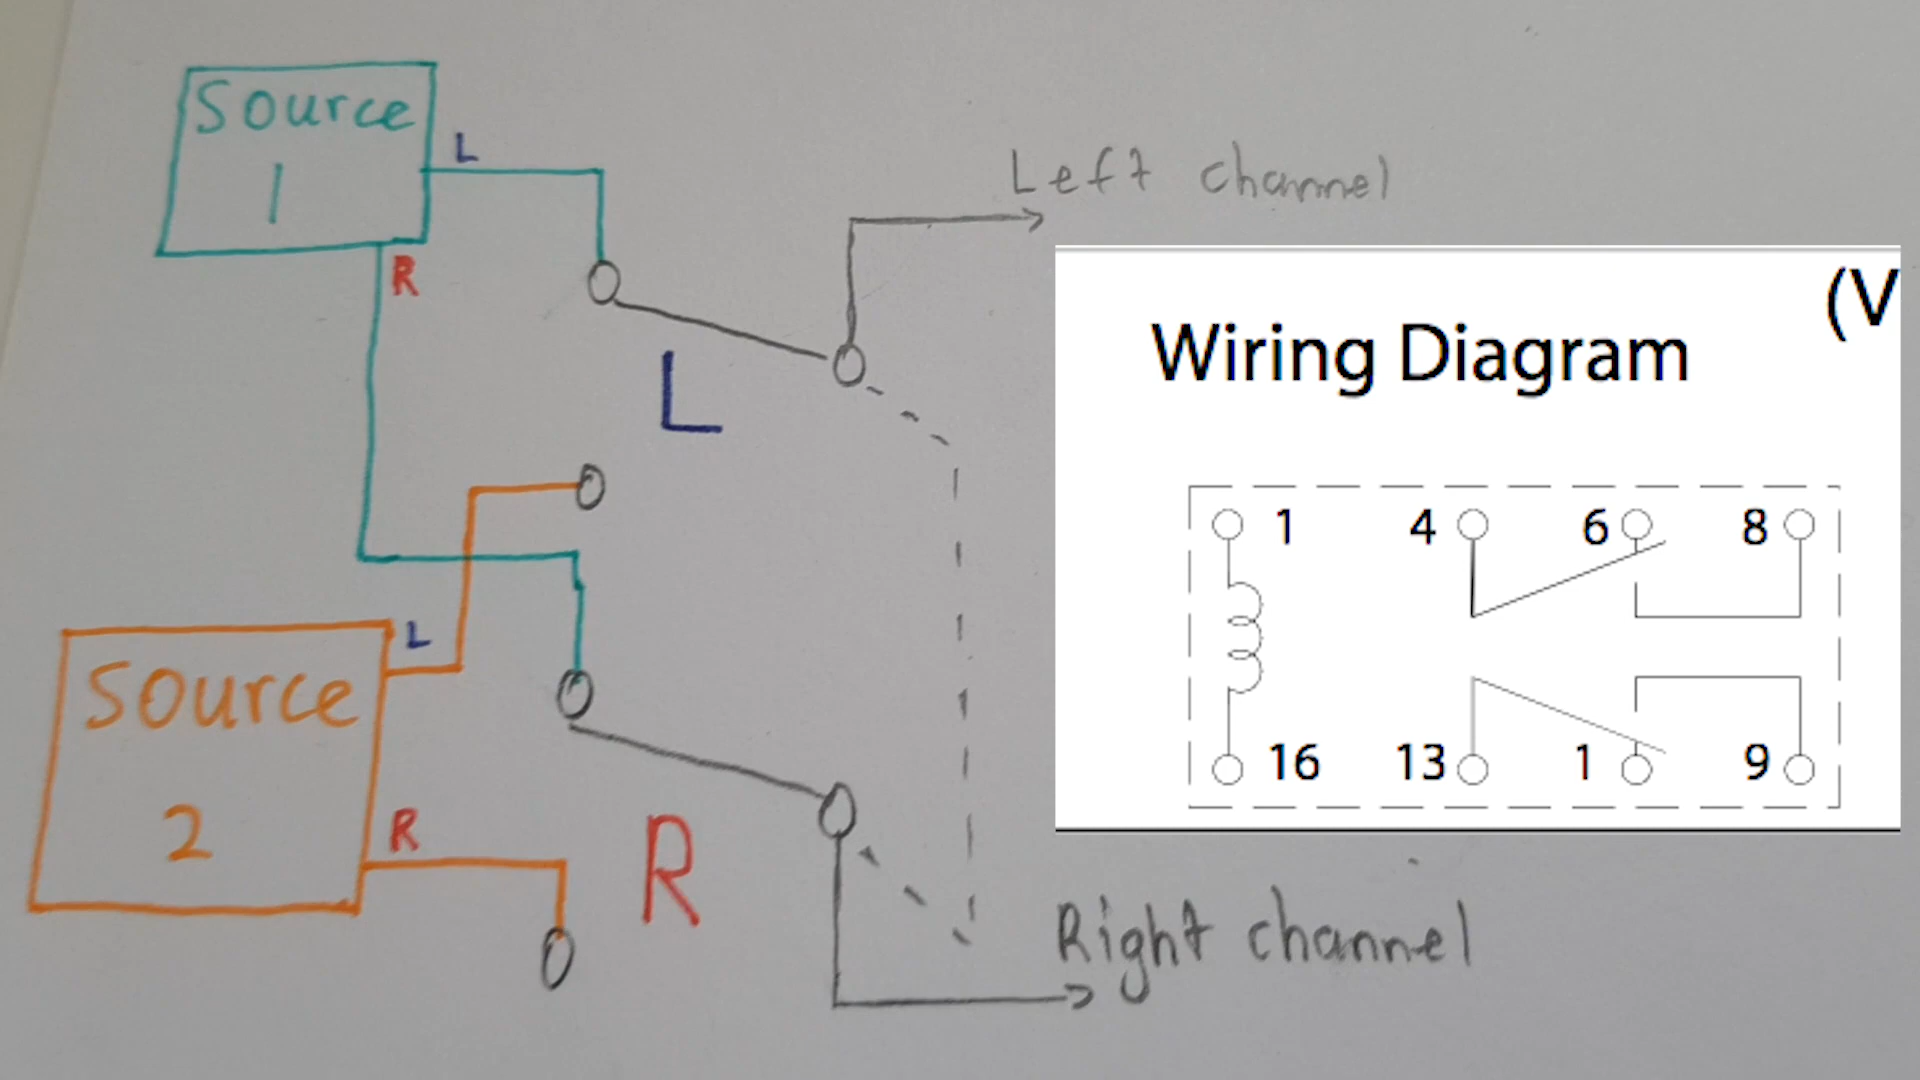 Source
1
L
R
Left channel
L
Source
2
L
R
R
Right channel
(V
Wiring Diagram
1 4 6 8
16 13 1 9